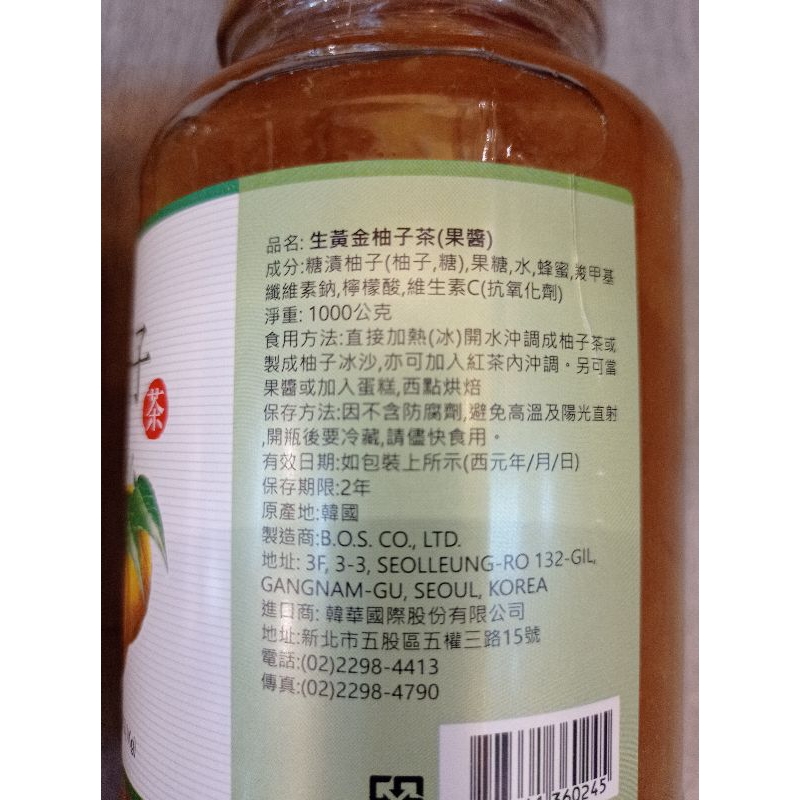 品名: 生黃金柚子茶(果醬)
成分:糖漬柚子(柚子,糖),果糖,水,蜂蜜,羧甲基
纖維素鈉,檸檬酸,維生素C(抗氧化劑)
淨重: 1000公克
食用方法:直接加熱(冰)開水沖調成柚子茶或
製成柚子冰沙,亦可加入紅茶內沖調。另可當
果醬或加入蛋糕,西點烘焙
保存方法:因不含防腐劑,避免高溫及陽光直射
,開瓶後要冷藏,請儘快食用。
有效日期:如包裝上所示(西元年/月/日)
保存期限:2年
原產地:韓國
製造商:B.O.S. CO., LTD.
地址: 3F, 3-3, SEOLLEUNG-RO 132-GIL,
GANGNAM-GU, SEOUL, KOREA
進口商: 韓華國際股份有限公司
地址:新北市五股區五權三路15號
電話:(02)2298-4413
傳真:(02)2298-4790
子
茶
360245